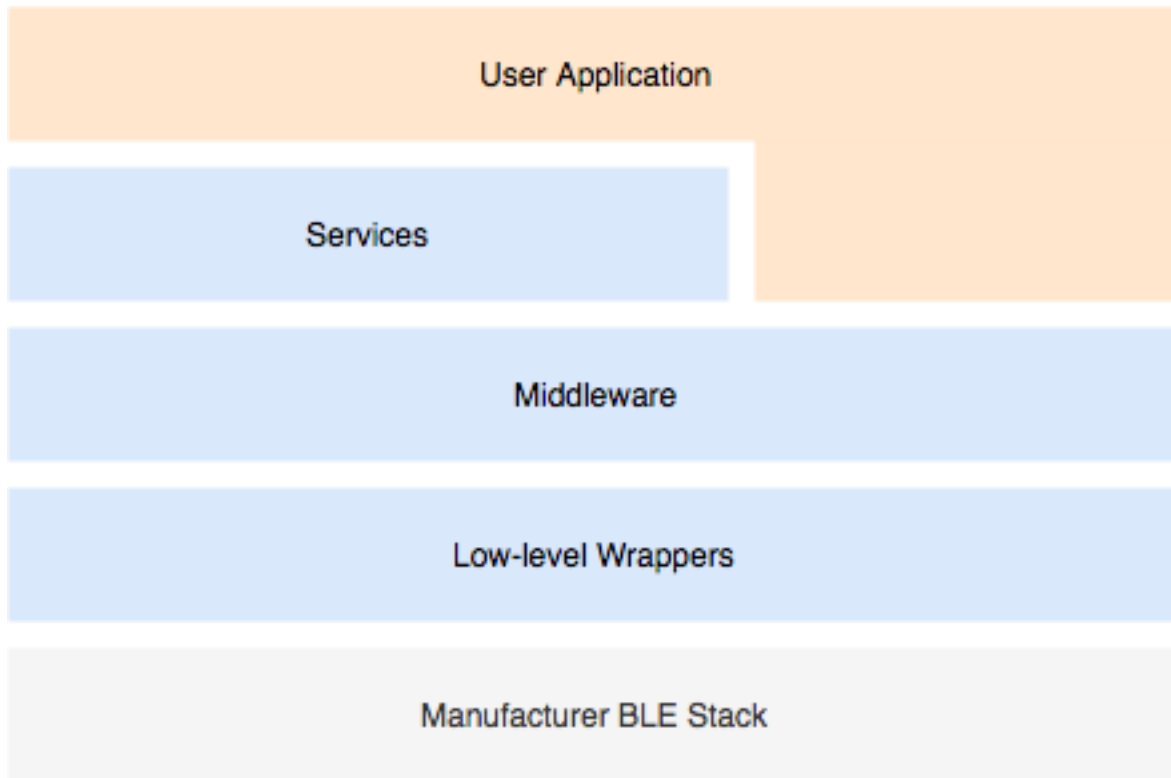 User Application
Services
Middleware
Low-level Wrappers
Manufacturer BLE Stack